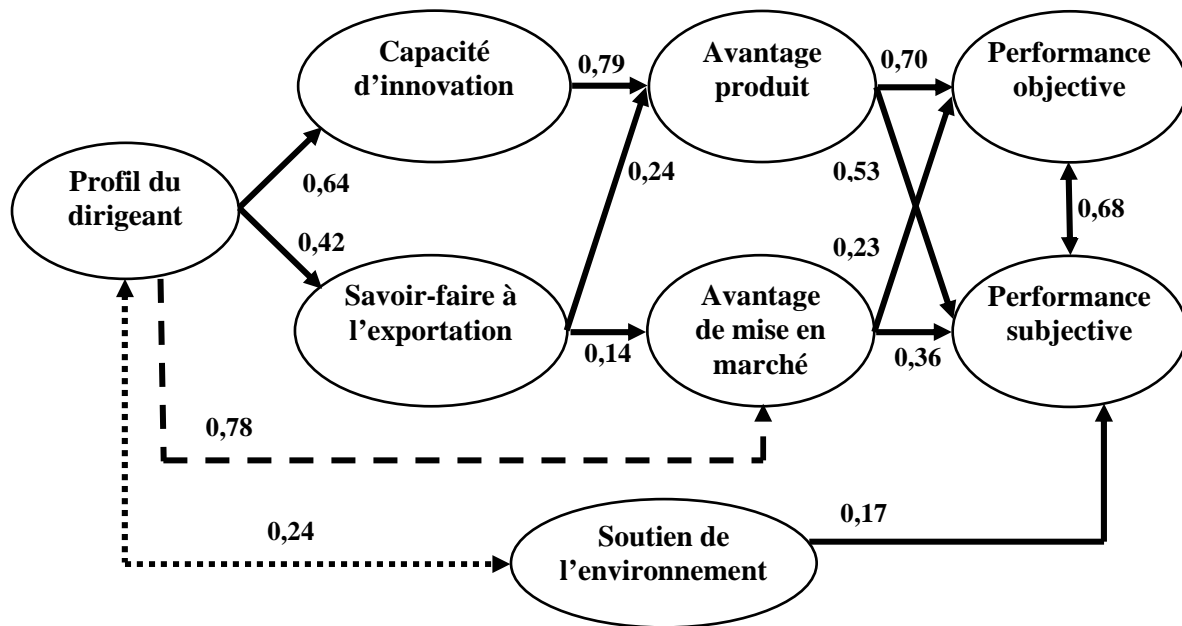 Capacité
d’innovation
0,79
Avantage
produit
0,70
Performance
objective
Profil du
dirigeant
0,64
0,24
0,53
0,68
0,42
0,23
Savoir-faire à
l’exportation
0,14
Avantage
de mise en
marché
0,36
Performance
subjective
0,78
0,24
Soutien de
l’environnement
0,17